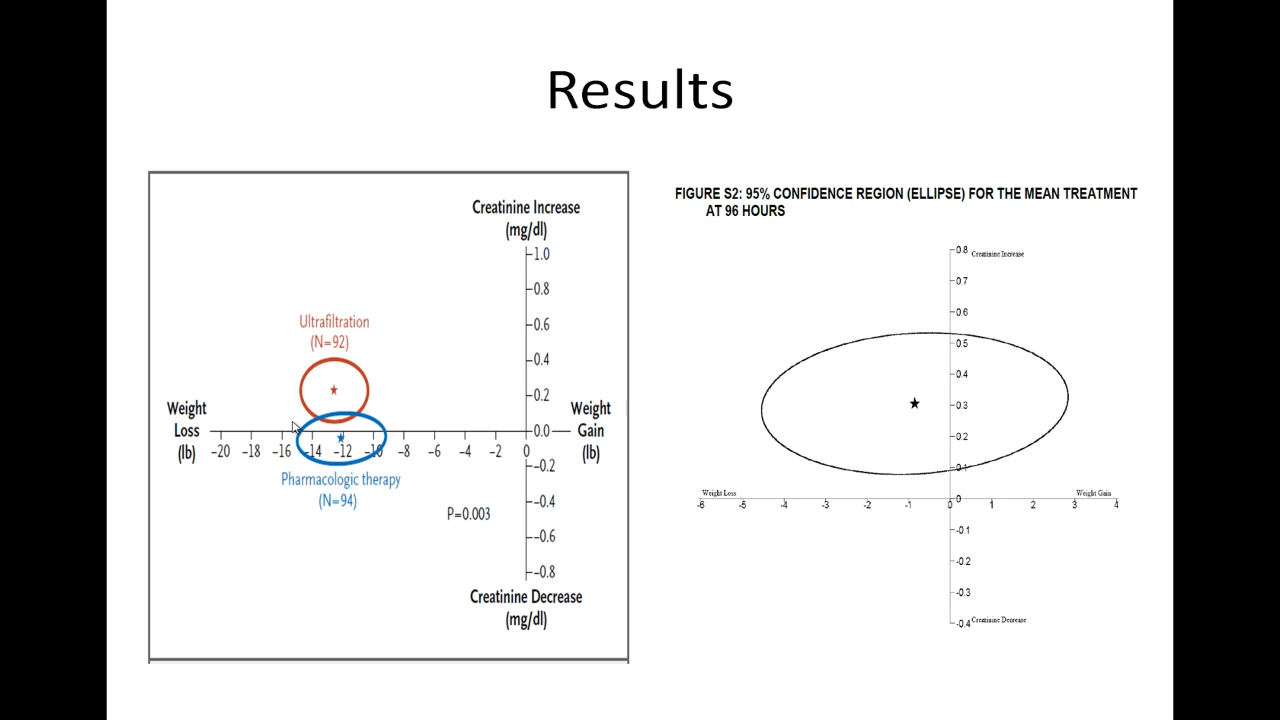 Results
Creatinine Increase
(mg/dl)
1.0
0.8
0.6
0.4
0.2
0.0
–0.2
–0.4
–0.6
–0.8
Ultrafiltration
(N=92)
Weight
Loss
(lb)
Weight
Gain
(lb)
–20 –18 –16 –14 –12 –10 –8 –6 –4 –2 0
Pharmacologic therapy
(N=94)
P=0.003
Creatinine Decrease
(mg/dl)
FIGURE S2: 95% CONFIDENCE REGION (ELLIPSE) FOR THE MEAN TREATMENT
AT 96 HOURS
0.8 Creatinine Increase
0.7
0.6
0.5
0.4
0.3
0.2
0.1
Weight Loss 0 Weight Gain
-6 -5 -4 -3 -2 -1 0 1 2 3 4
-0.1
-0.2
-0.3
-0.4 Creatinine Decrease